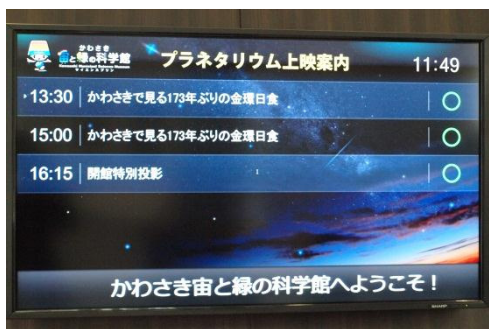 かわさき
宙と緑の科学館
プラネタリウム上映案内
11:49
13:30 かわさきで見る173年ぶりの金環日食 ○
15:00 かわさきで見る173年ぶりの金環日食 ○
16:15 開館特別投影 ○
かわさき宙と緑の科学館へようこそ!
SHARP